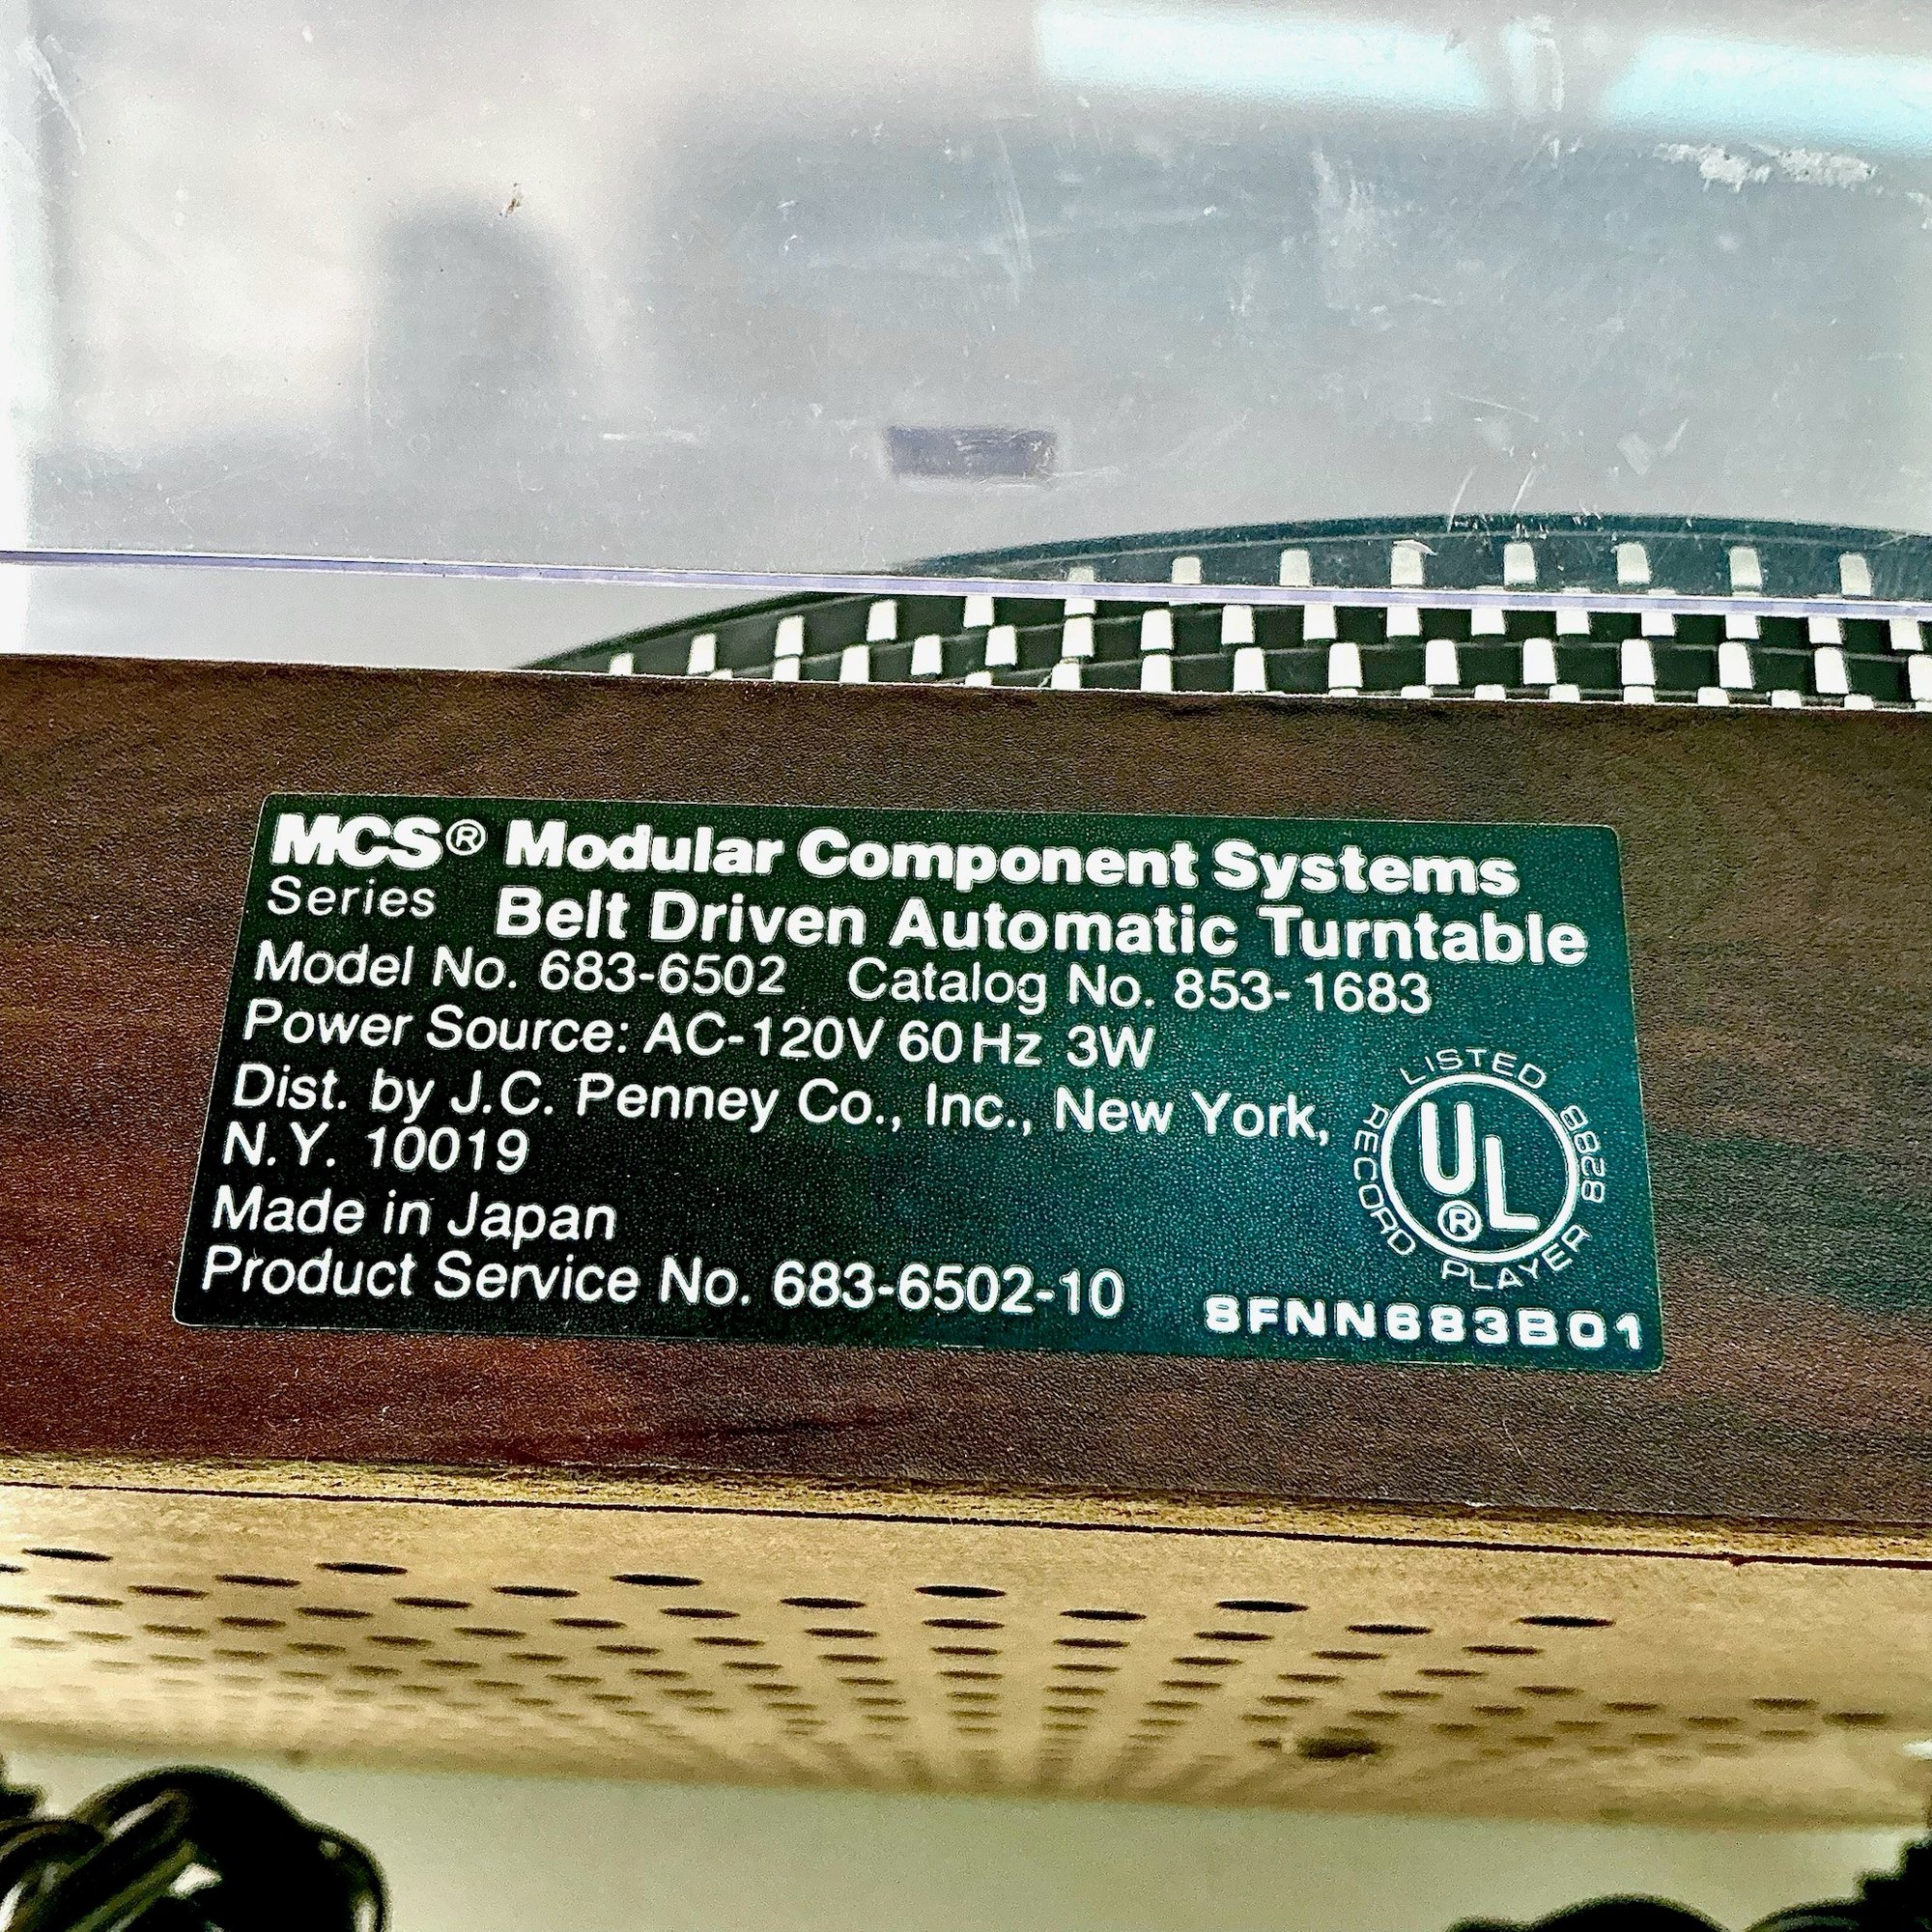 MCS® Modular Component Systems
Series Belt Driven Automatic Turntable
Model No. 683-6502 Catalog No. 853-1683
Power Source: AC-120V 60Hz 3W
Dist. by J.C. Penney Co., Inc., New York,
N.Y. 10019
Made in Japan
Product Service No. 683-6502-10
LISTED
UL®
RECORD PLAYER
8828
SFNN683B01